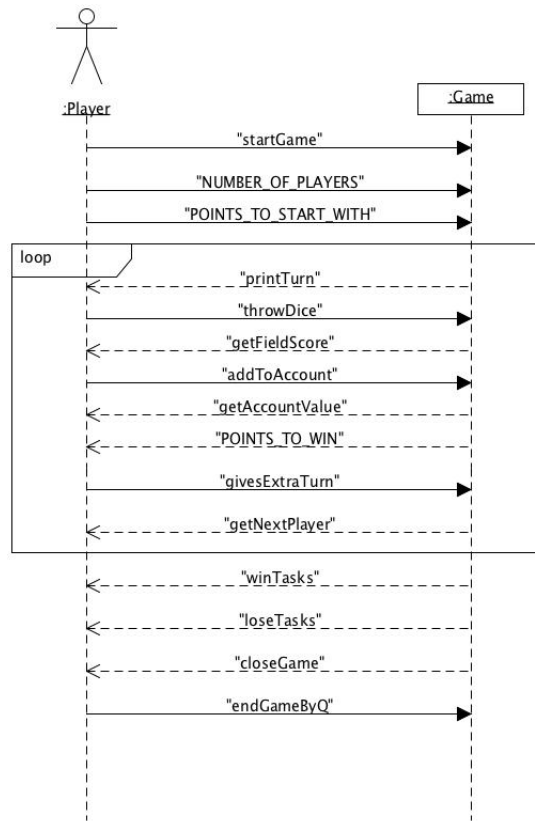 :Player
:Game
"startGame"
"NUMBER_OF_PLAYERS"
"POINTS_TO_START_WITH"
loop
"printTurn"
"throwDice"
"getFieldScore"
"addToAccount"
"getAccountValue"
"POINTS_TO_WIN"
"givesExtraTurn"
"getNextPlayer"
"winTasks"
"loseTasks"
"closeGame"
"endGameByQ"